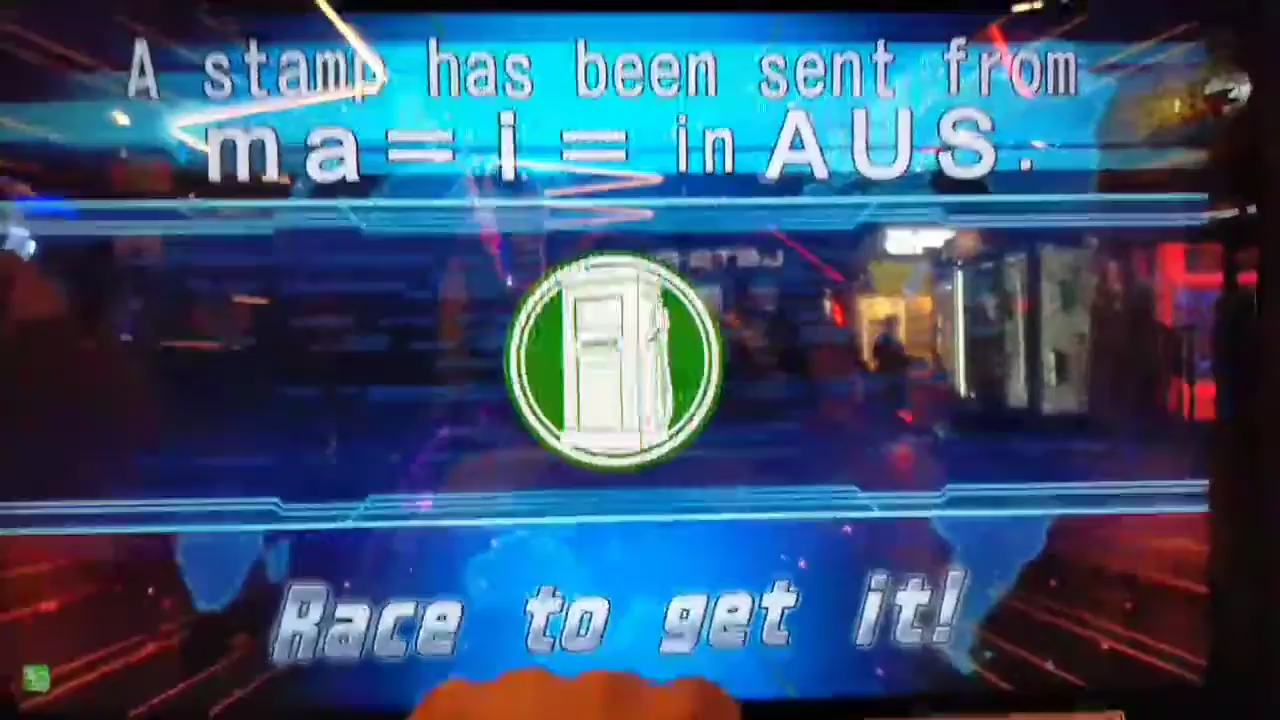 A stamp has been sent from
ma= i = in AUS.
Race to get it!